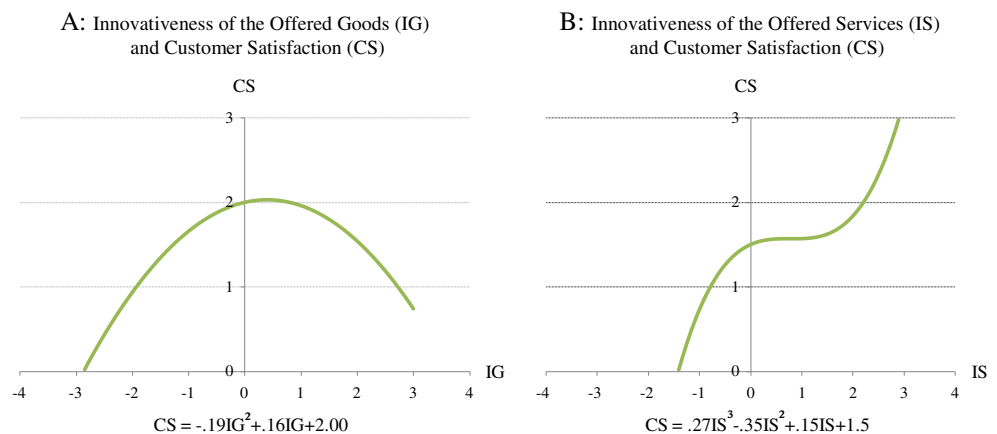 A: Innovativeness of the Offered Goods (IG)
and Customer Satisfaction (CS)
CS
3
2
1
0
-4 -3 -2 -1 0 1 2 3 4
IG
CS = -.19IG²+.16IG+2.00
B: Innovativeness of the Offered Services (IS)
and Customer Satisfaction (CS)
CS
3
2
1
0
-4 -3 -2 -1 0 1 2 3 4
IS
CS = .27IS³-.35IS²+.15IS+1.5